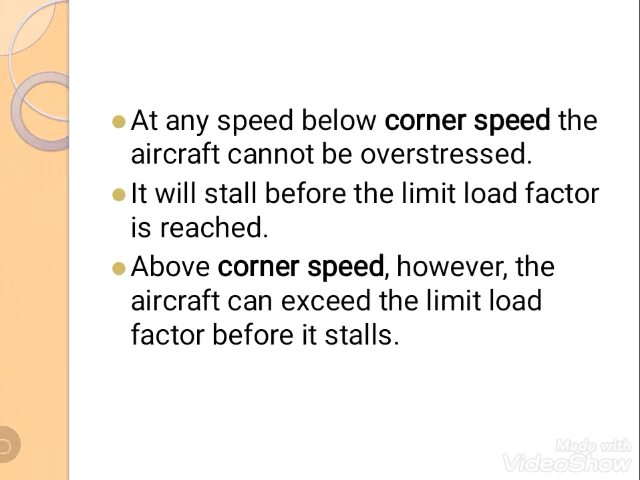 At any speed below corner speed the
aircraft cannot be overstressed.
It will stall before the limit load factor
is reached.
Above corner speed, however, the
aircraft can exceed the limit load
factor before it stalls.
Made with
VideoShow